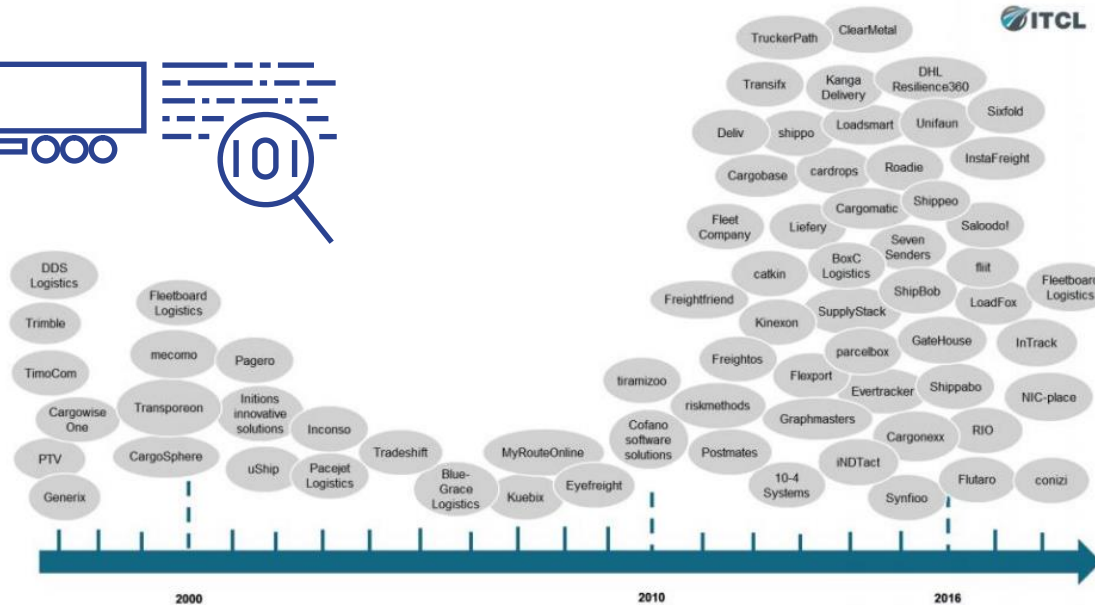 ITCL
101
TruckerPath
ClearMetal
Transifx
Kanga
Delivery
DHL
Resilience360
Sixfold
Deliv
shippo
Loadsmart
Unifaun
InstaFreight
Cargobase
cardrops
Roadie
Shippeo
Cargomatic
Fleet
Company
Liefery
Saloodo!
Seven
Senders
DDS
Logistics
catkin
BoxC
Logistics
fliit
Fleetboard
Logistics
Fleetboard
Logistics
Freightfriend
ShipBob
LoadFox
SupplyStack
Trimble
Kinexon
mecomo
Pagero
Freightos
parcelbox
GateHouse
InTrack
TimoCom
tiramizoo
Flexport
Evertracker
Shippabo
NIC-place
Cargowise
One
Transporeon
Initions
innovative
solutions
Inconso
riskmethods
Graphmasters
Cofano
software
solutions
Cargonexx
RIO
PTV
CargoSphere
uShip
Pacejet
Logistics
Tradeshift
MyRouteOnline
Postmates
iNDTact
Generix
Blue-
Grace
Logistics
Kuebix
Eyefreight
10-4
Systems
Synfioo
Flutaro
conizi
2000
2010
2016